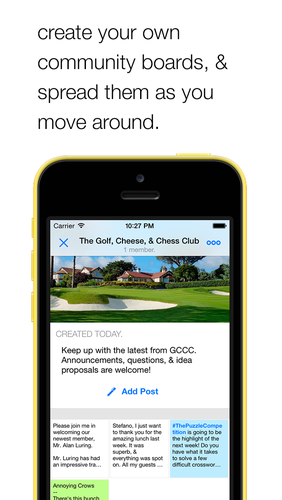 create your own
community boards, &
spread them as you
move around.
Carrier 10:27 PM
The Golf, Cheese, & Chess Club
1 member.
CREATED TODAY.
Keep up with the latest from GCCC.
Announcements, questions, & idea
proposals are welcome!
Add Post
Please join me in
welcoming our
newest member,
Mr. Alan Luring.
Mr. Luring has had
an impressive tra...
Stefano, I just want
to thank you for the
amazing lunch last
week. It was
superb, &
everything was spot
on. All my guests ...
#ThePuzzleCompe
tition is going to be
the highlight of the
next week! Do you
have what it takes
to solve a few
difficult crosswor...
Annoying Crows
...
There's this bunch